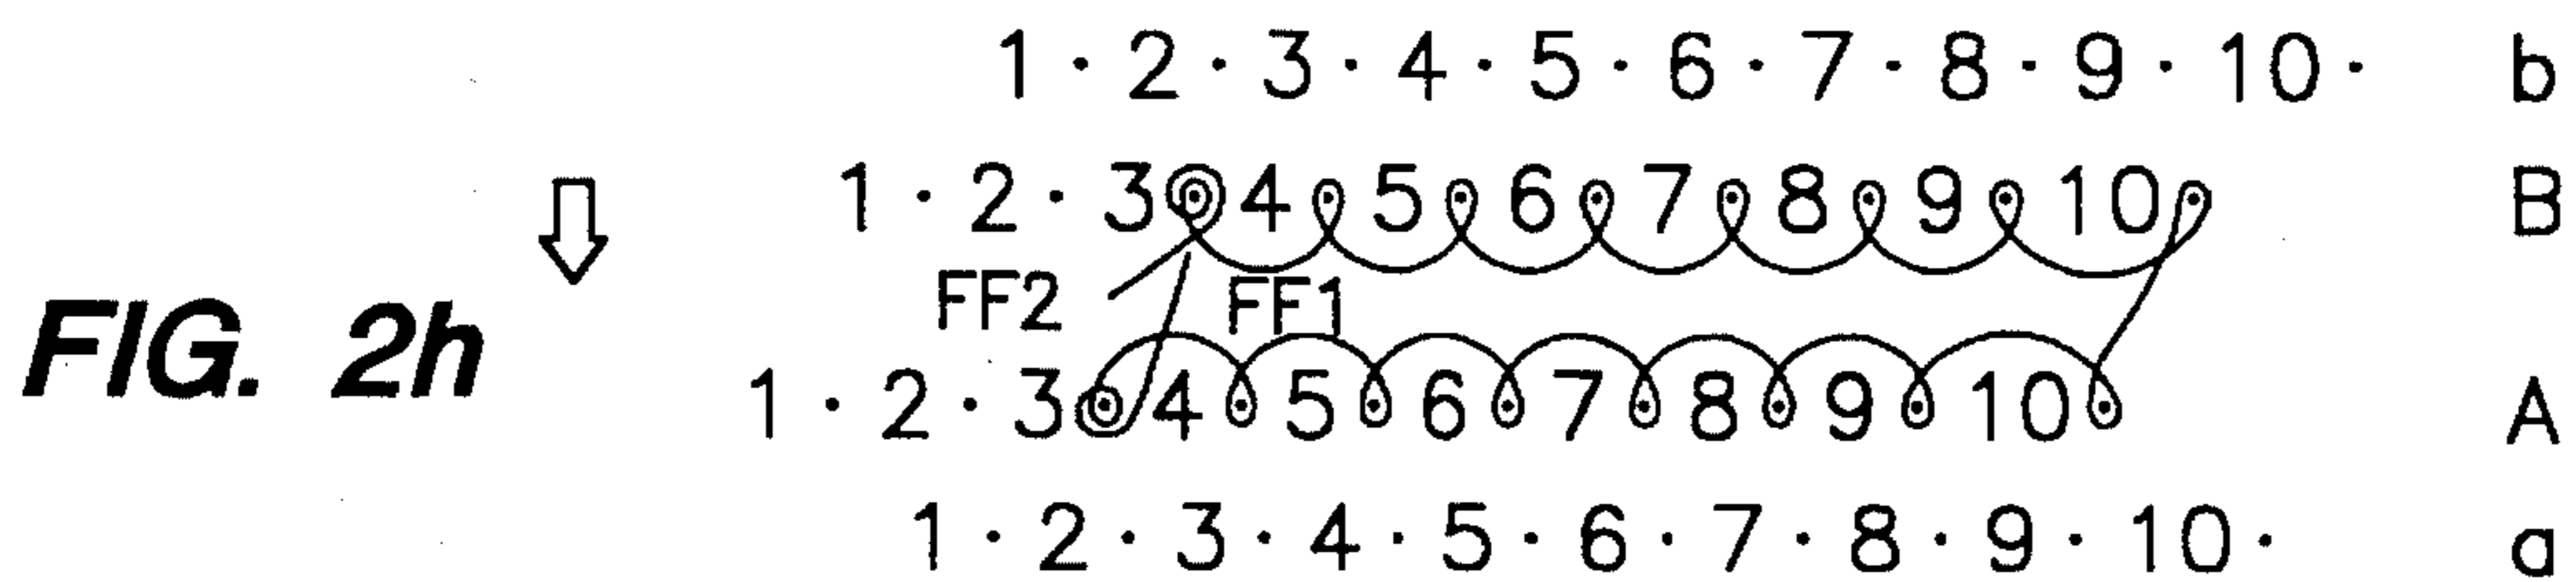 1 · 2 · 3 · 4 · 5 · 6 · 7 · 8 · 9 · 10 · b
1 · 2 · 3 4 5 6 7 8 9 10 B
FF2 FF1
FIG. 2h
1 · 2 · 3 4 5 6 7 8 9 10 A
1 · 2 · 3 · 4 · 5 · 6 · 7 · 8 · 9 · 10 · a